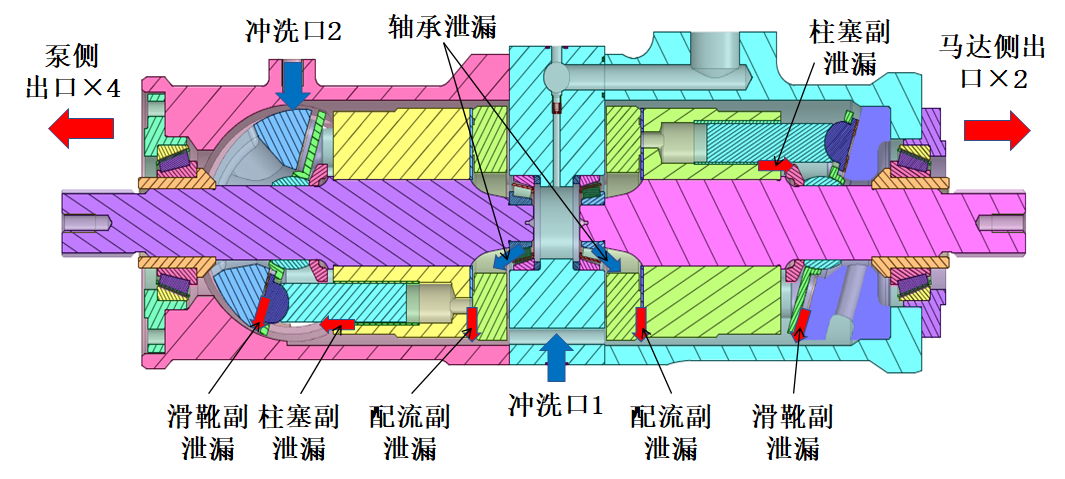 冲洗口2
轴承泄漏
柱塞副
泄漏
泵侧
出口×4
马达侧出
口×2
滑靴副
泄漏
柱塞副
泄漏
配流副
泄漏
冲洗口1
配流副
泄漏
滑靴副
泄漏